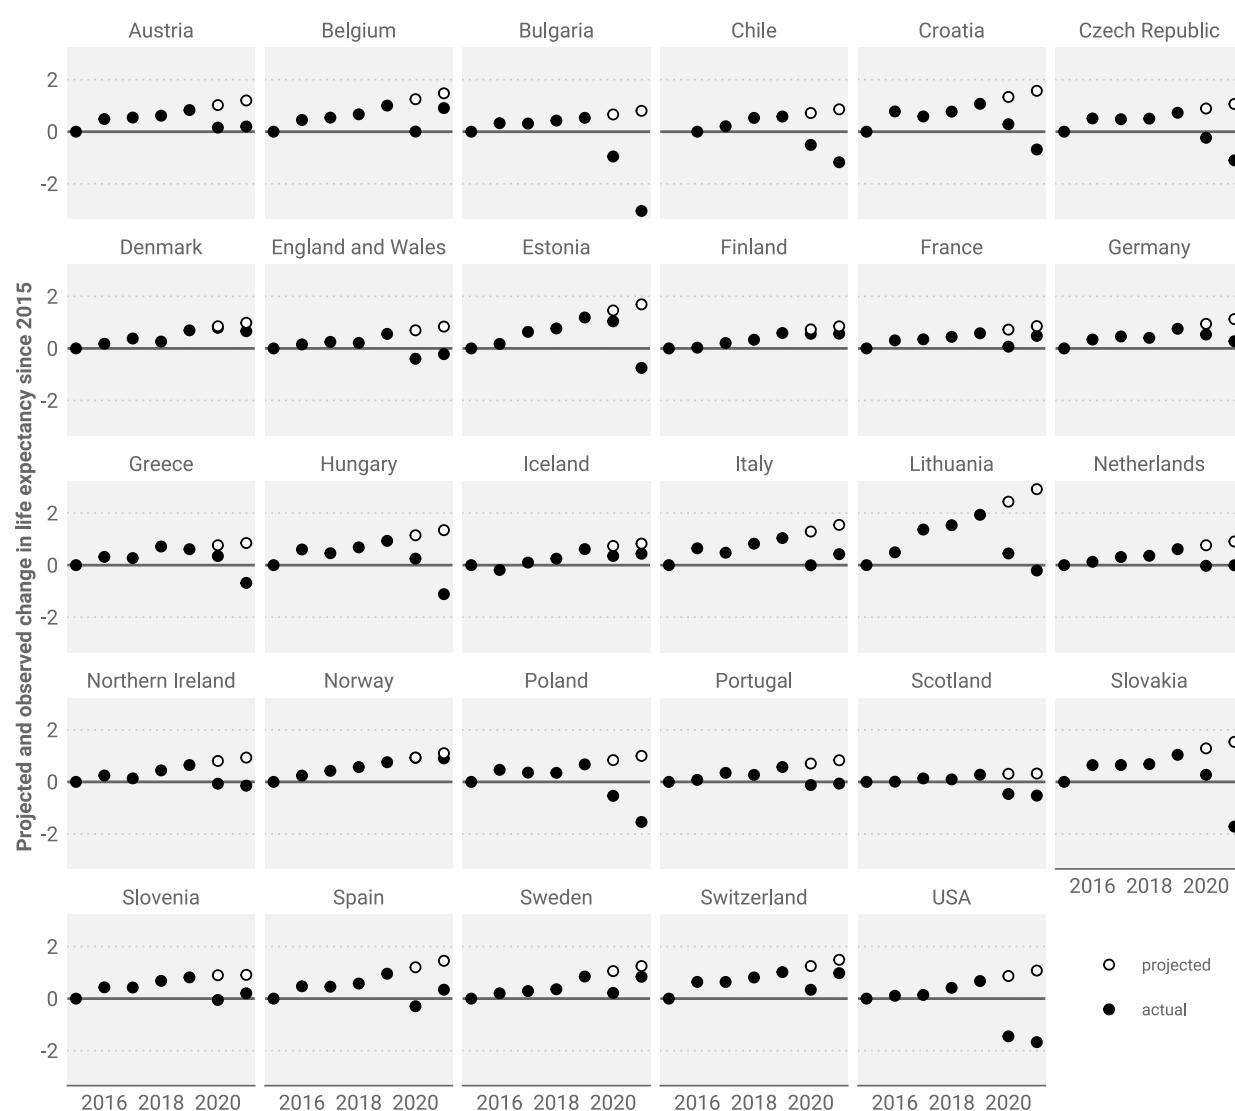 Projected and observed change in life expectancy since 2015
Austria Belgium Bulgaria Chile Croatia Czech Republic
2
0
-2
Denmark England and Wales Estonia Finland France Germany
2
0
-2
Greece Hungary Iceland Italy Lithuania Netherlands
2
0
-2
Northern Ireland Norway Poland Portugal Scotland Slovakia
2
0
-2
2016 2018 2020
Slovenia Spain Sweden Switzerland USA
2
0
-2
2016 2018 2020 2016 2018 2020 2016 2018 2020 2016 2018 2020 2016 2018 2020
projected
actual